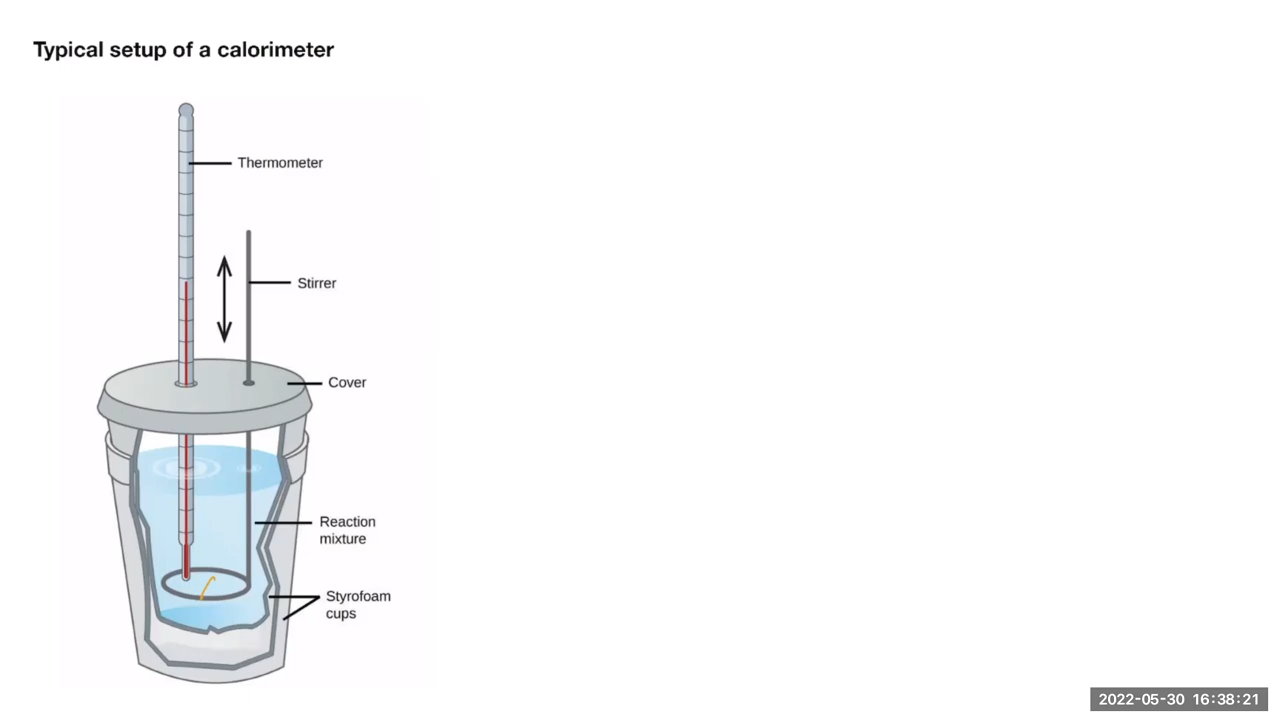 Typical setup of a calorimeter
Thermometer
Stirrer
Cover
Reaction
mixture
Styrofoam
cups
2022-05-30 16:38:21